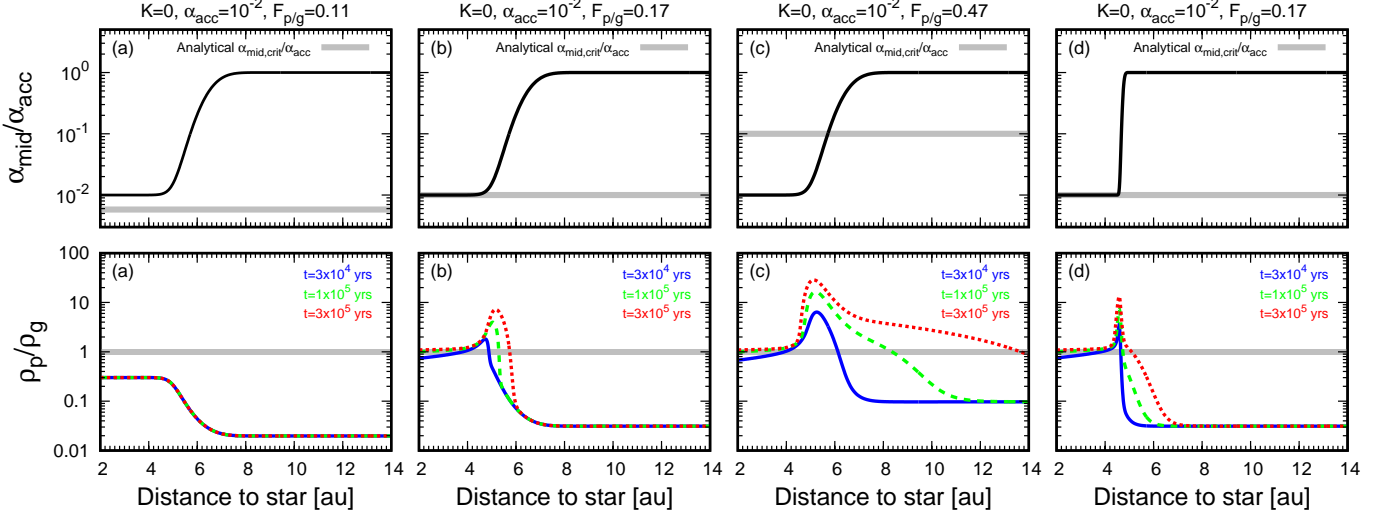 K=0, α_acc=10^-2, F_p/g=0.11
K=0, α_acc=10^-2, F_p/g=0.17
K=0, α_acc=10^-2, F_p/g=0.47
K=0, α_acc=10^-2, F_p/g=0.17
(a) Analytical α_mid,crit/α_acc
(b) Analytical α_mid,crit/α_acc
(c) Analytical α_mid,crit/α_acc
(d) Analytical α_mid,crit/α_acc
α_mid/α_acc
10^0
10^-1
10^-2
(a) t=3x10^4 yrs
t=1x10^5 yrs
t=3x10^5 yrs
(b) t=3x10^4 yrs
t=1x10^5 yrs
t=3x10^5 yrs
(c) t=3x10^4 yrs
t=1x10^5 yrs
t=3x10^5 yrs
(d) t=3x10^4 yrs
t=1x10^5 yrs
t=3x10^5 yrs
ρ_p/ρ_g
100
10
1
0.1
0.01
2 4 6 8 10 12 14
2 4 6 8 10 12 14
2 4 6 8 10 12 14
2 4 6 8 10 12 14
Distance to star [au]
Distance to star [au]
Distance to star [au]
Distance to star [au]